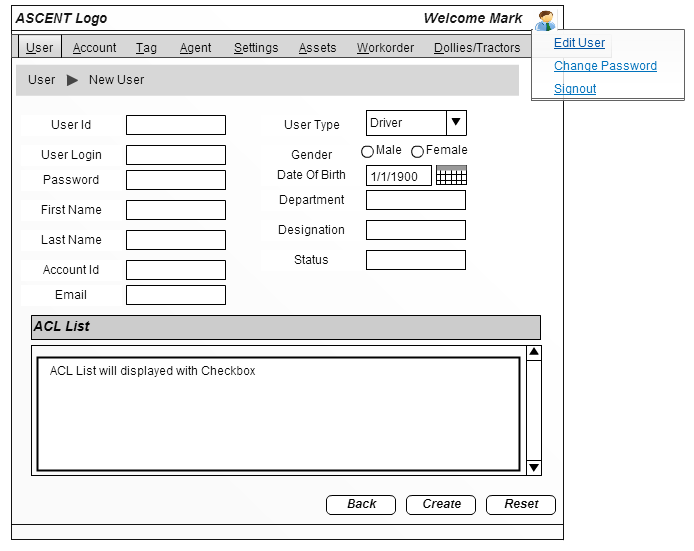 ASCENT Logo Welcome Mark
User Account Tag Agent Settings Assets Workorder Dollies/Tractors
Edit User
Change Password
Signout
User New User
User Id
User Login
Password
First Name
Last Name
Account Id
Email
User Type Driver
Gender Male Female
Date Of Birth 1/1/1900
Department
Designation
Status
ACL List
ACL List will displayed with Checkbox
Back Create Reset